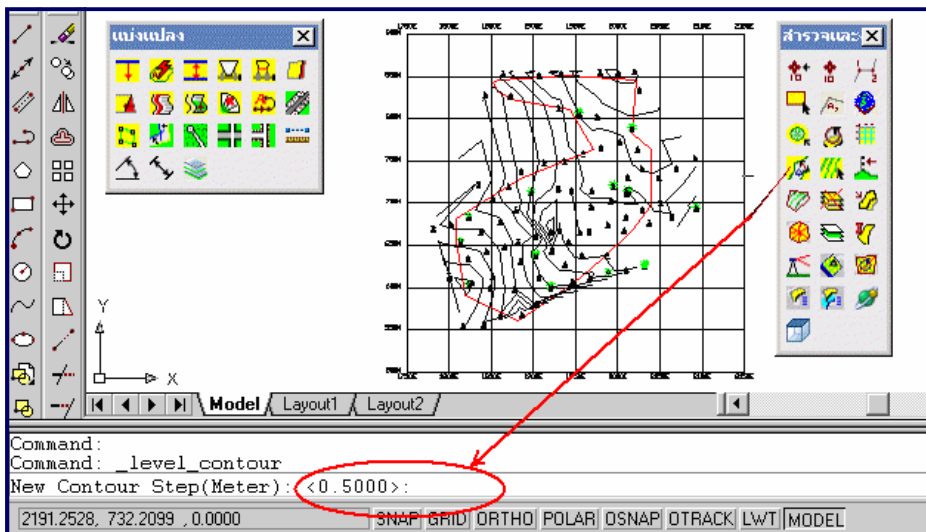 แบ่งแปลง
สำรวจและ
Y
X
Model
Layout1
Layout2
Command:
Command: _level_contour
New Contour Step(Meter): <0.5000>:
2191.2528, 732.2099 ,0.0000
SNAP GRID ORTHO POLAR OSNAP OTRACK LWT MODEL